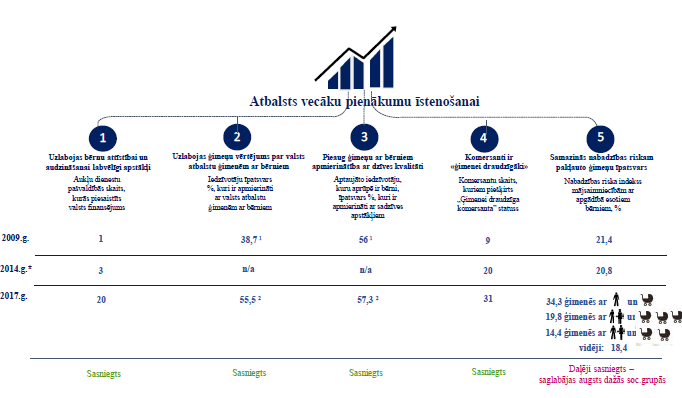 Atbalsts vecāku pienākumu īstenošanai
1
Uzlabojas bērnu attīstībai un
audzināšanai labvēlīgi apstākļi
Aukļu dienestu
pašvaldībās skaits,
kurās piesaistīts
valsts finansējums
2
Uzlabojas ģimeņu vērtējums par valsts
atbalstu ģimenēm ar bērniem
Iedzīvotāju īpatsvars
%, kuri ir apmierināti
ar valsts atbalstu
ģimenēm ar bērniem
3
Pieaug ģimeņu ar bērniem
apmierinātība ar dzīves kvalitāti
Aptaujāto iedzīvotāju,
kuru aprūpē ir bērni,
īpatsvars %, kuri ir
apmierināti ar sadzīves
apstākļiem
4
Komersanti ir
«ģimenei draudzīgāki»
Komersantu skaits,
kuriem piešķirts
„Ģimenei draudzīga
komersanta” statuss
5
Samazinās nabadzības riskam
pakļauto ģimeņu īpatsvars
Nabadzības riska indekss
mājsaimniecībām ar
apgādībā esošiem
bērniem, %
2009.g. 1 38,7 ¹ 56 ¹ 9 21,4
2014.g.* 3 n/a n/a 20 20,8
2017.g. 20 55,5 ² 57,3 ² 31
34,3 ģimenēs ar un
19,8 ģimenēs ar un
14,4 ģimenēs ar un
vidēji: 18,4
Sasniegts Sasniegts Sasniegts Sasniegts
Daļēji sasniegts –
saglabājas augsts dažās soc.grupās